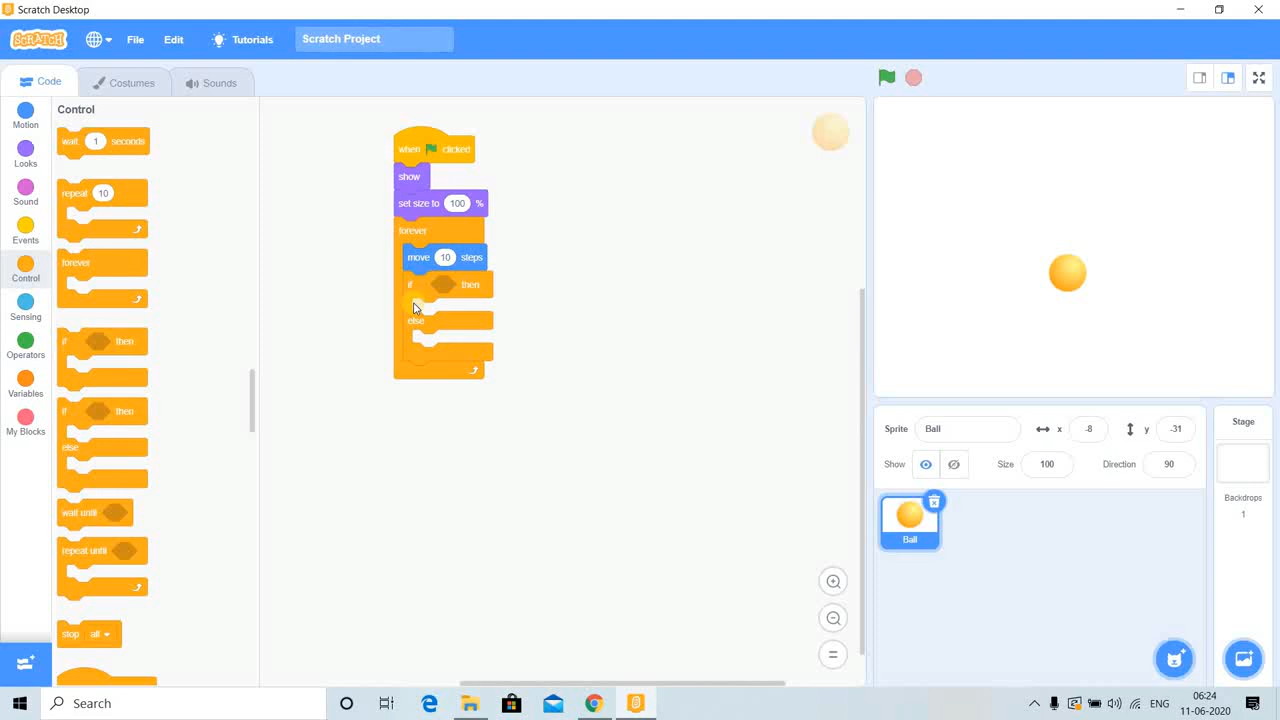 Scratch Desktop
SCRATCH
File Edit Tutorials Scratch Project
Code Costumes Sounds
Motion
Looks
Sound
Events
Control
Sensing
Operators
Variables
My Blocks
Control
wait 1 seconds
repeat 10
forever
if then
if then
else
wait until
repeat until
stop all
when clicked
show
set size to 100 %
forever
move 10 steps
if then
else
Sprite Ball x -8 y -31
Show Size 100 Direction 90
Ball
Stage
Backdrops
1
Search
ENG
06:24
11-06-2020